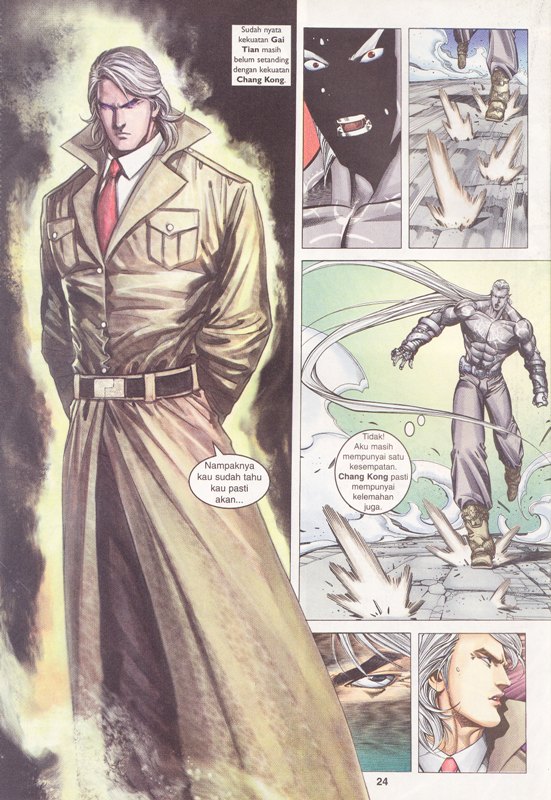 Sudah nyata
kekuatan Gai
Tian masih
belum setanding
dengan kekuatan
Chang Kong.
Nampaknya
kau sudah tahu
kau pasti
akan...
Tidak!
Aku masih
mempunyai satu
kesempatan.
Chang Kong pasti
mempunyai
kelemahan
juga.
24